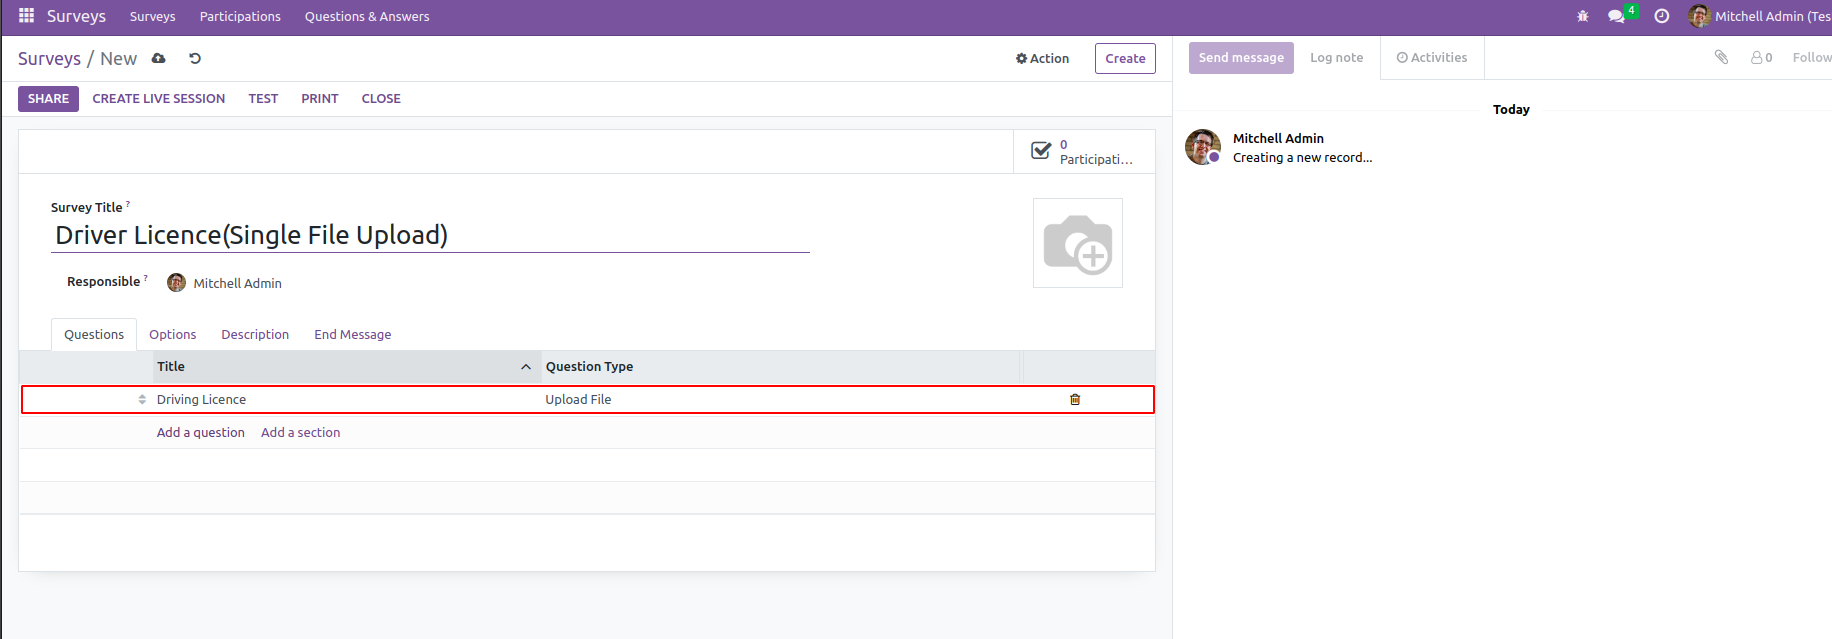 Surveys Surveys Participations Questions & Answers 4 Mitchell Admin (Tes
Surveys / New Action Create
Send message Log note Activities 0 Follow
SHARE CREATE LIVE SESSION TEST PRINT CLOSE
Today
0
Participati...
Mitchell Admin
Creating a new record...
Survey Title ?
Driver Licence(Single File Upload)
Responsible ? Mitchell Admin
Questions Options Description End Message
Title Question Type
Driving Licence Upload File
Add a question Add a section